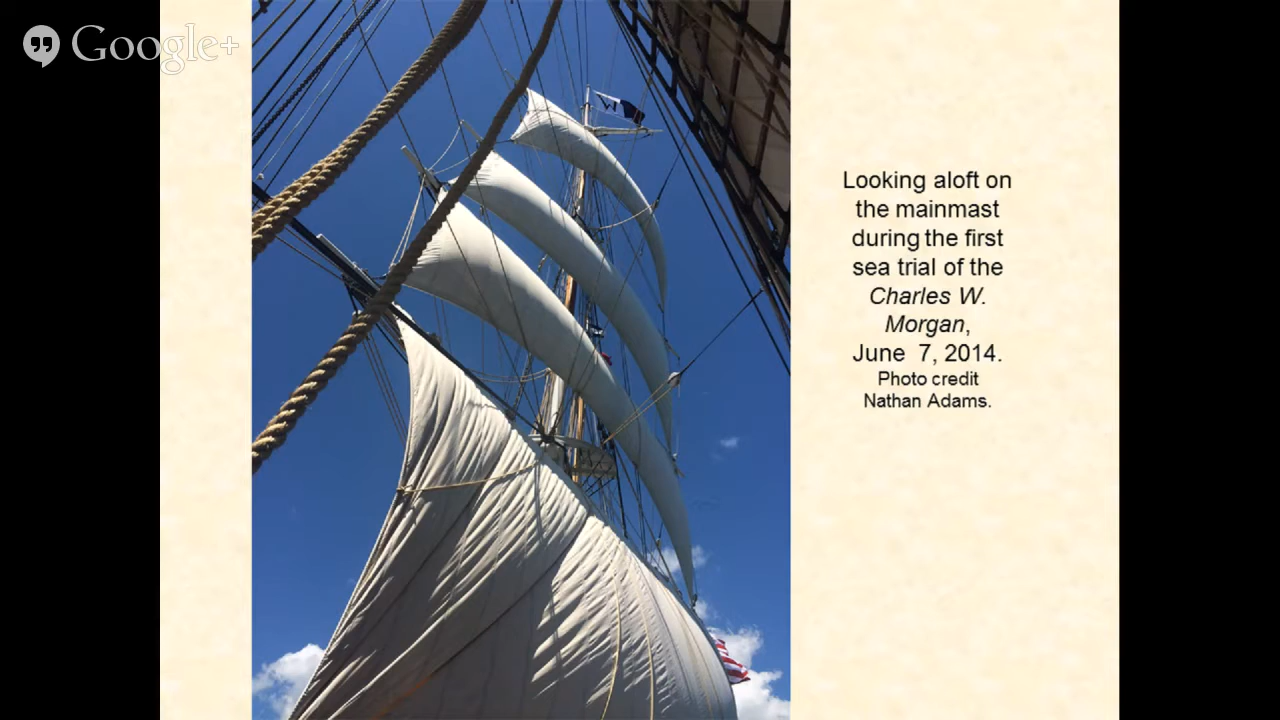 Google+
W
Looking aloft on
the mainmast
during the first
sea trial of the
Charles W.
Morgan,
June 7, 2014.
Photo credit
Nathan Adams.